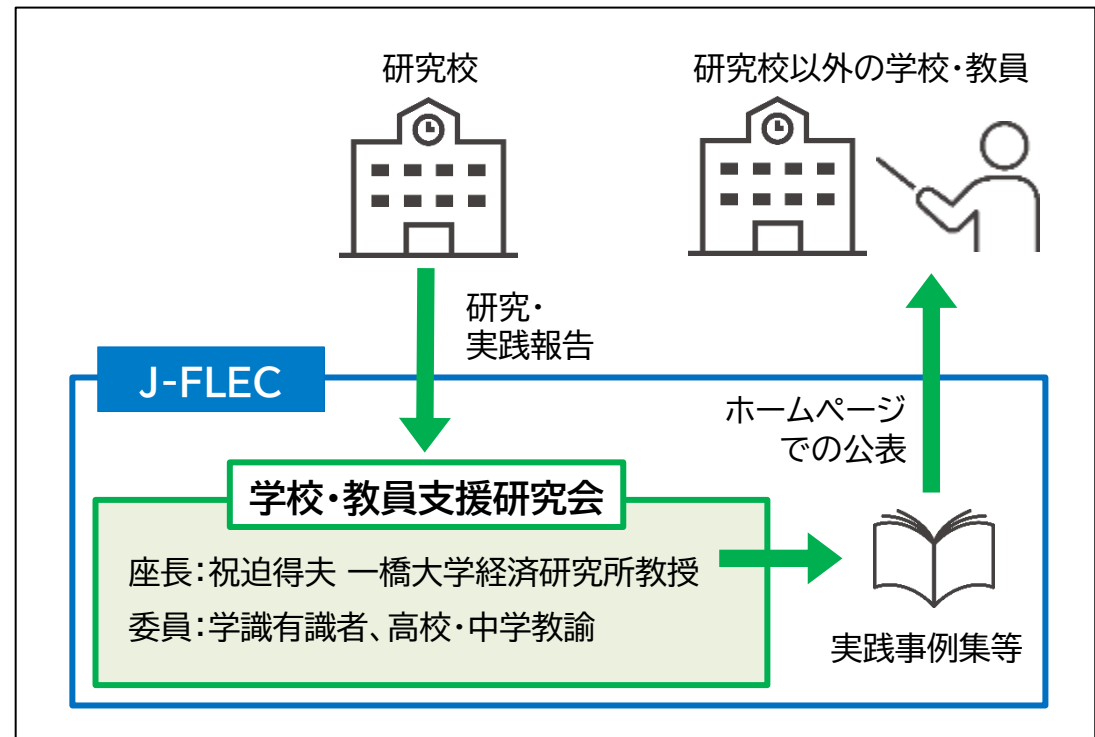 研究校
研究校以外の学校・教員
研究・
実践報告
J-FLEC
ホームページ
での公表
学校・教員支援研究会
座長：祝迫得夫 一橋大学経済研究所教授
委員：学識有識者、高校・中学教諭
実践事例集等